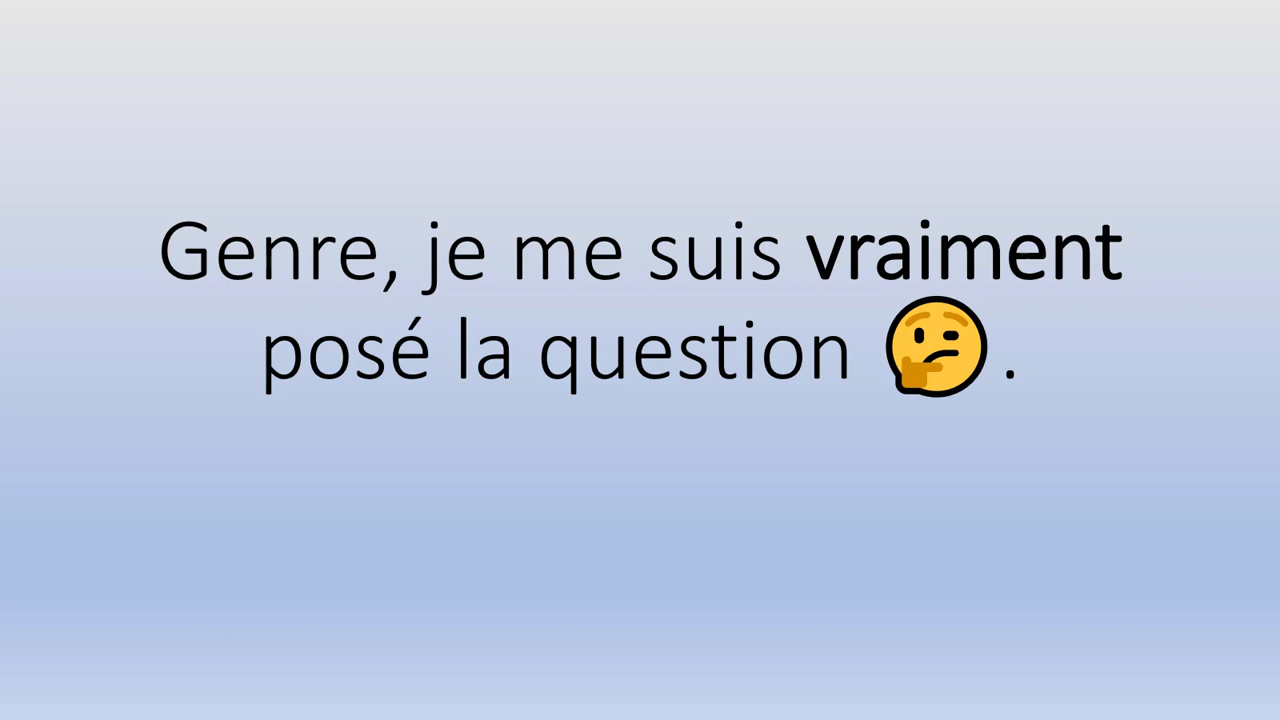 Genre, je me suis vraiment
posé la question 🤔.